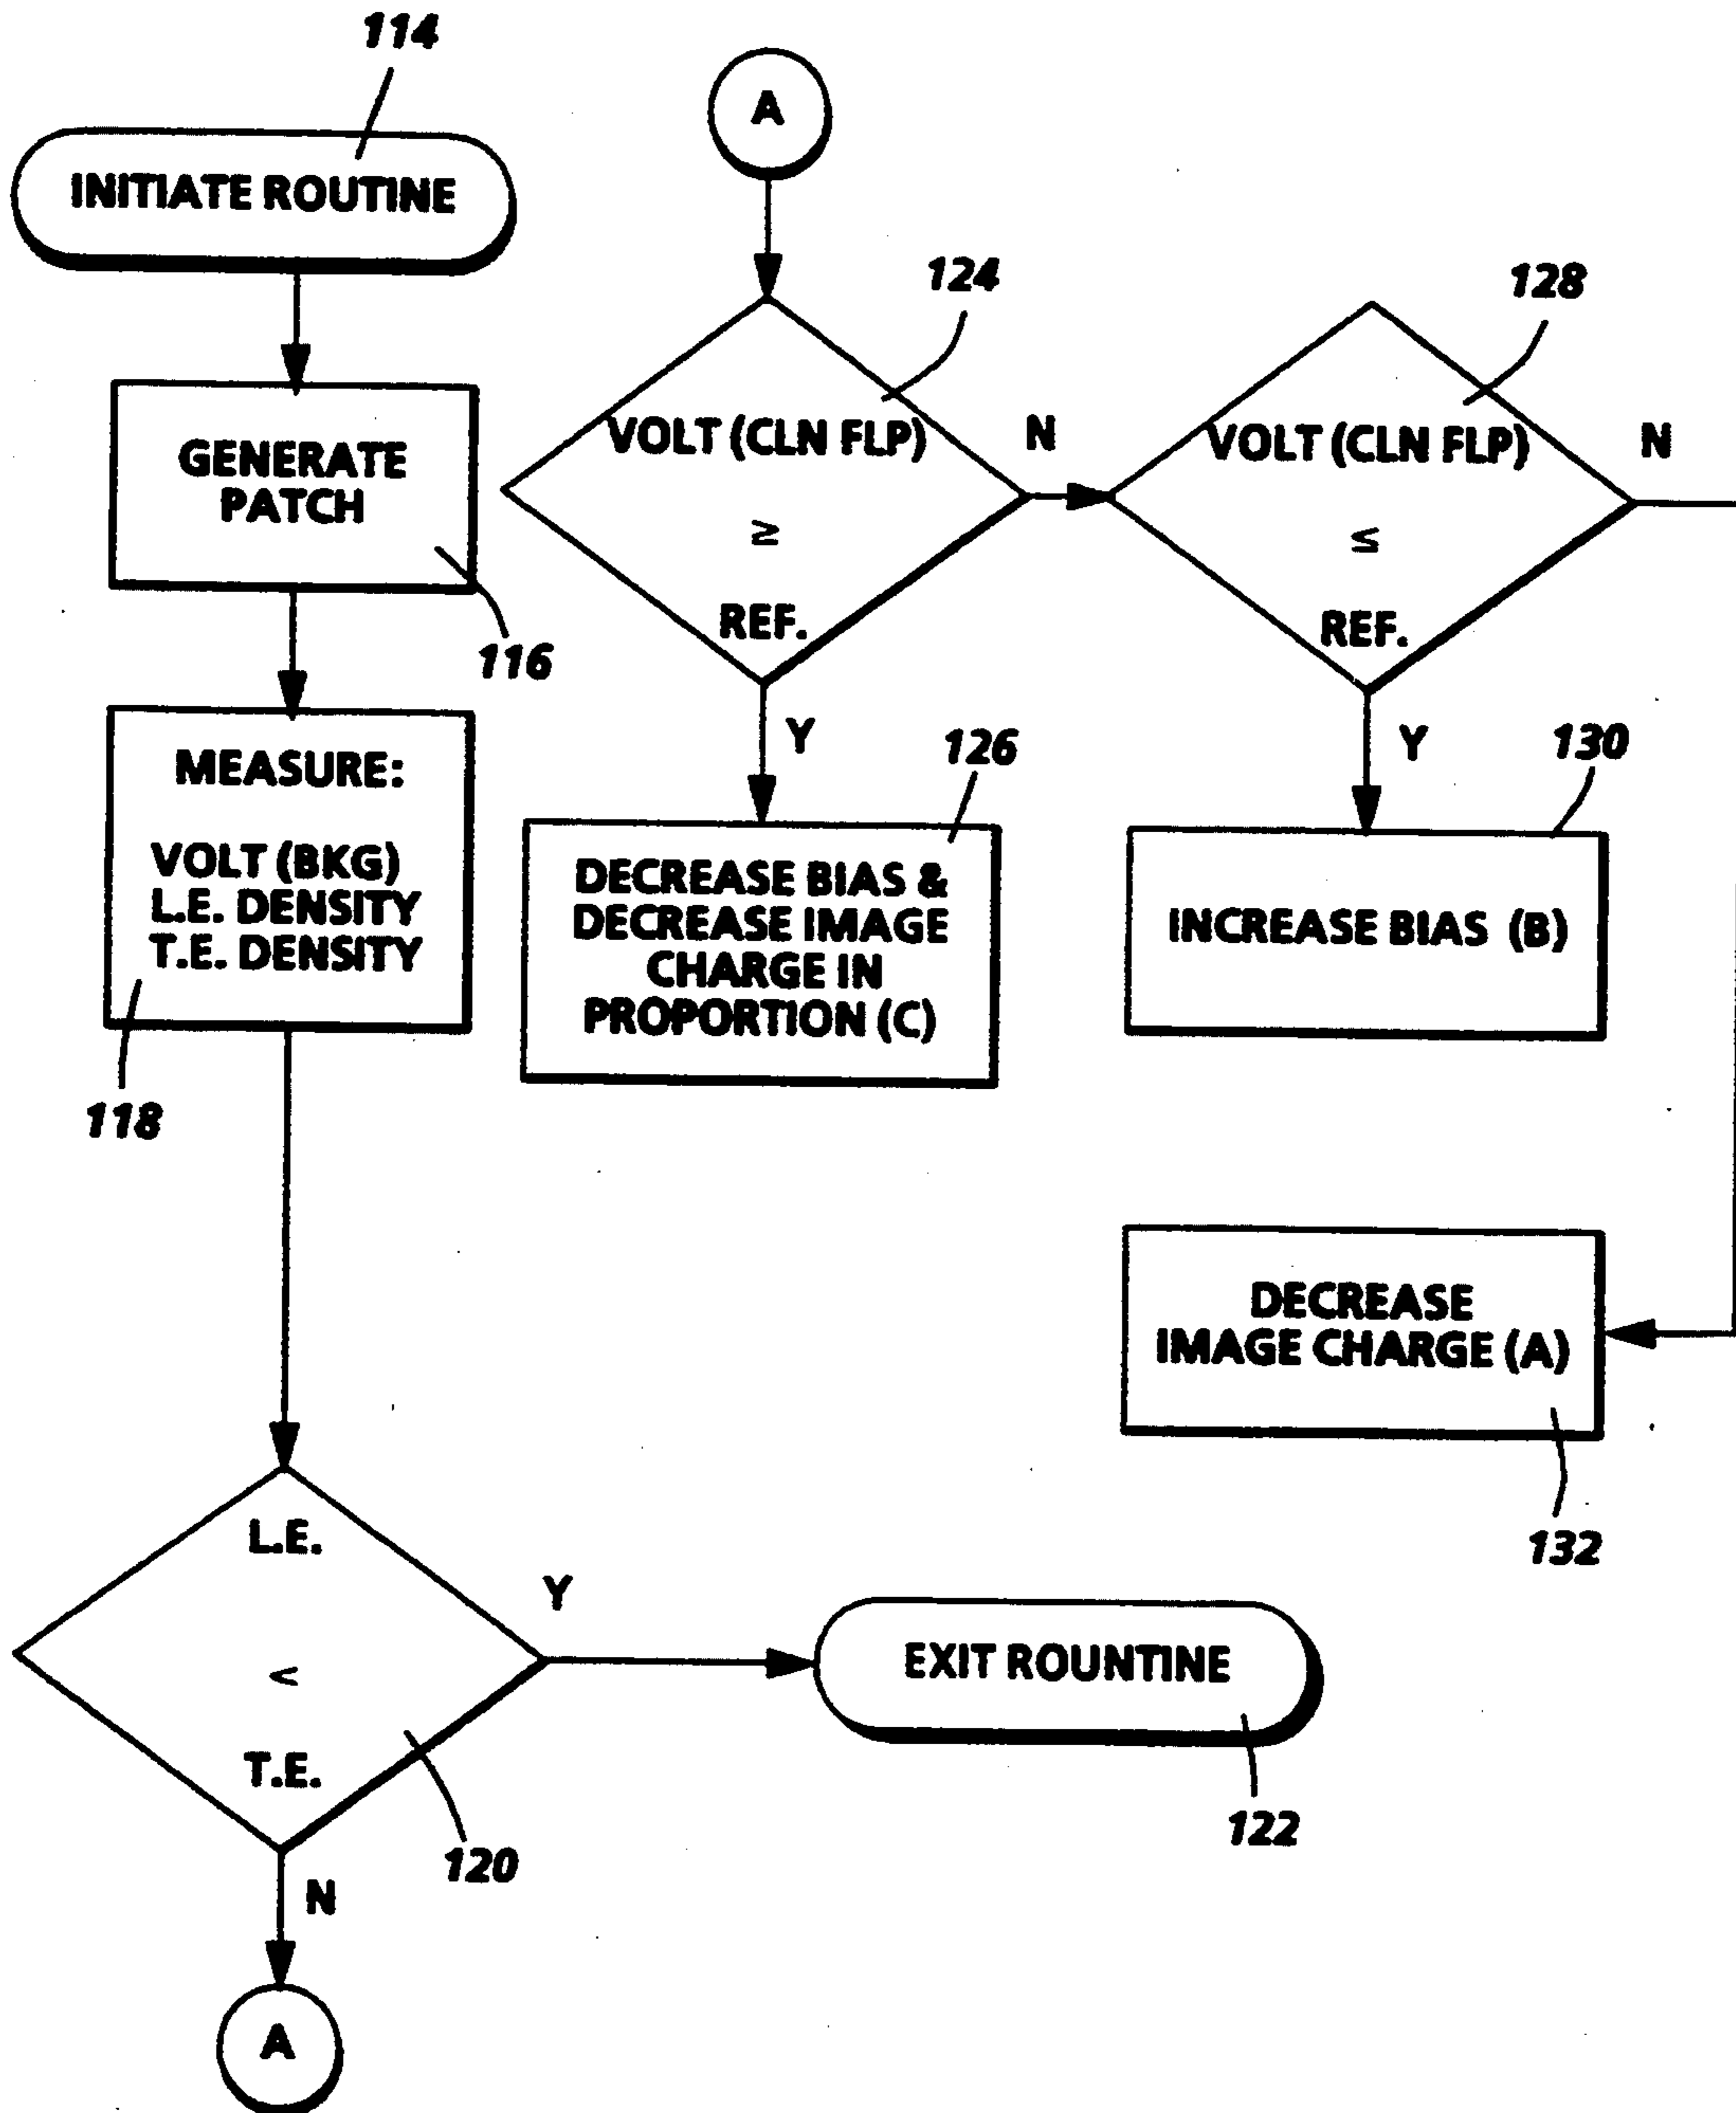 114
INITIATE ROUTINE
GENERATE
PATCH
116
MEASURE:
VOLT (BKG)
L.E. DENSITY
T.E. DENSITY
118
L.E.
<
T.E.
120
Y
EXIT ROUNTINE
122
N
A
A
124
VOLT (CLN FLP)
≥
REF.
N
Y
126
DECREASE BIAS &
DECREASE IMAGE
CHARGE IN
PROPORTION (C)
128
VOLT (CLN FLP)
≤
REF.
N
Y
130
INCREASE BIAS (B)
DECREASE
IMAGE CHARGE (A)
132